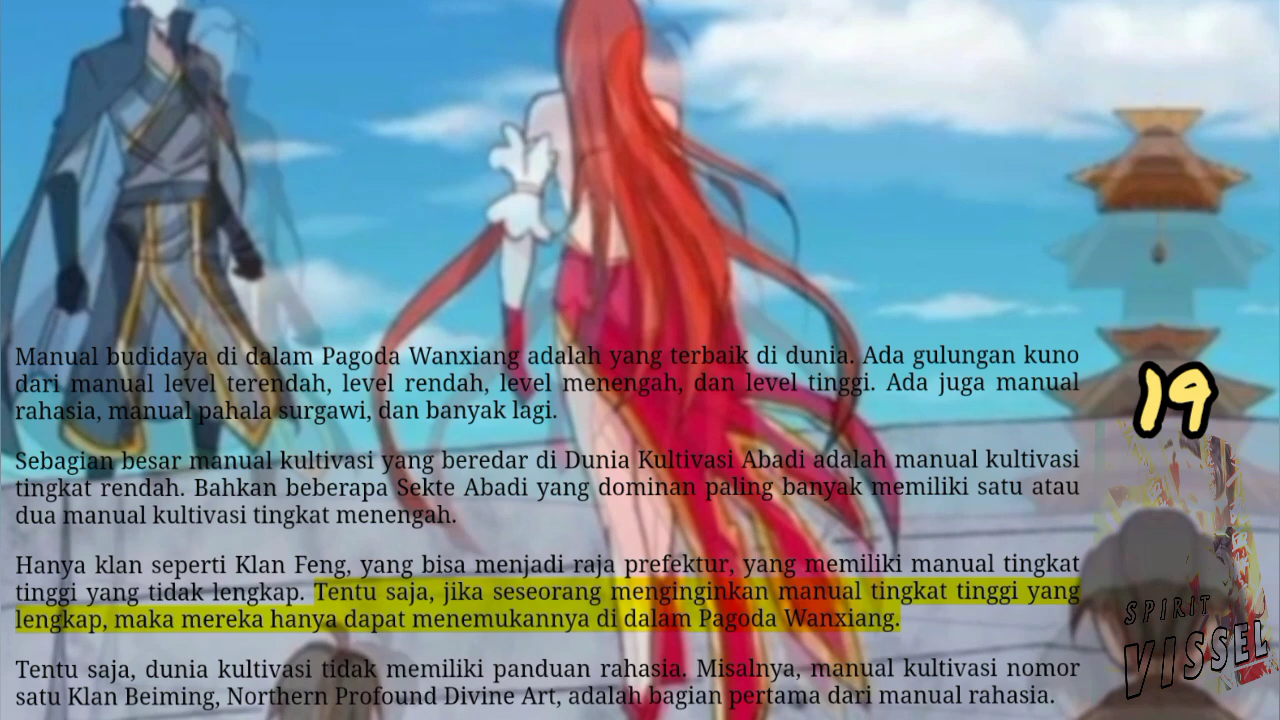 Manual budidaya di dalam Pagoda Wanxiang adalah yang terbaik di dunia. Ada gulungan kuno
dari manual level terendah, level rendah, level menengah, dan level tinggi. Ada juga manual
rahasia, manual pahala surgawi, dan banyak lagi.
Sebagian besar manual kultivasi yang beredar di Dunia Kultivasi Abadi adalah manual kultivasi
tingkat rendah. Bahkan beberapa Sekte Abadi yang dominan paling banyak memiliki satu atau
dua manual kultivasi tingkat menengah.
Hanya klan seperti Klan Feng, yang bisa menjadi raja prefektur, yang memiliki manual tingkat
tinggi yang tidak lengkap. Tentu saja, jika seseorang menginginkan manual tingkat tinggi yang
lengkap, maka mereka hanya dapat menemukannya di dalam Pagoda Wanxiang.
Tentu saja, dunia kultivasi tidak memiliki panduan rahasia. Misalnya, manual kultivasi nomor
satu Klan Beiming, Northern Profound Divine Art, adalah bagian pertama dari manual rahasia.
19
SPIRIT
VISSEL